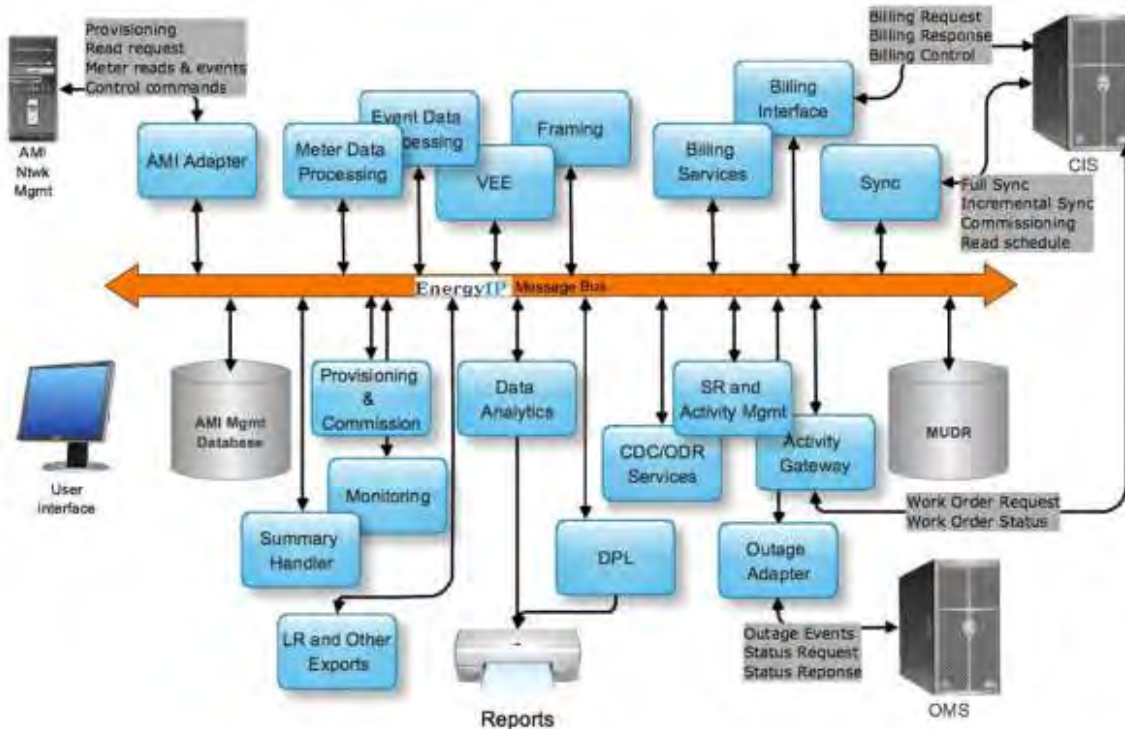 Provisioning
Read request
Meter reads & events
Control commands
Billing Request
Billing Response
Billing Control
AMI
Ntwk
Mgmt
AMI Adapter
Meter Data
Processing
Event Data
cessing
VEE
Framing
Billing
Services
Billing
Interface
Sync
CIS
Full Sync
Incremental Sync
Commissioning
Read schedule
EnergyIP Message Bus
User
interface
AMI Mgmt
Database
Provisioning
&
Commission
Monitoring
Summary
Handler
LR and Other
Exports
Data
Analytics
DPL
Reports
CDC/ODR
Services
SR and
Activity Mgmt
Activity
Gateway
Outage
Adapter
MUDR
Work Order Request
Work Order Status
Outage Events
Status Request
Status Reponse
OMS